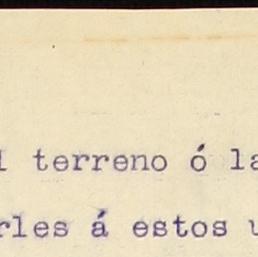 terreno ó la
rles á estos